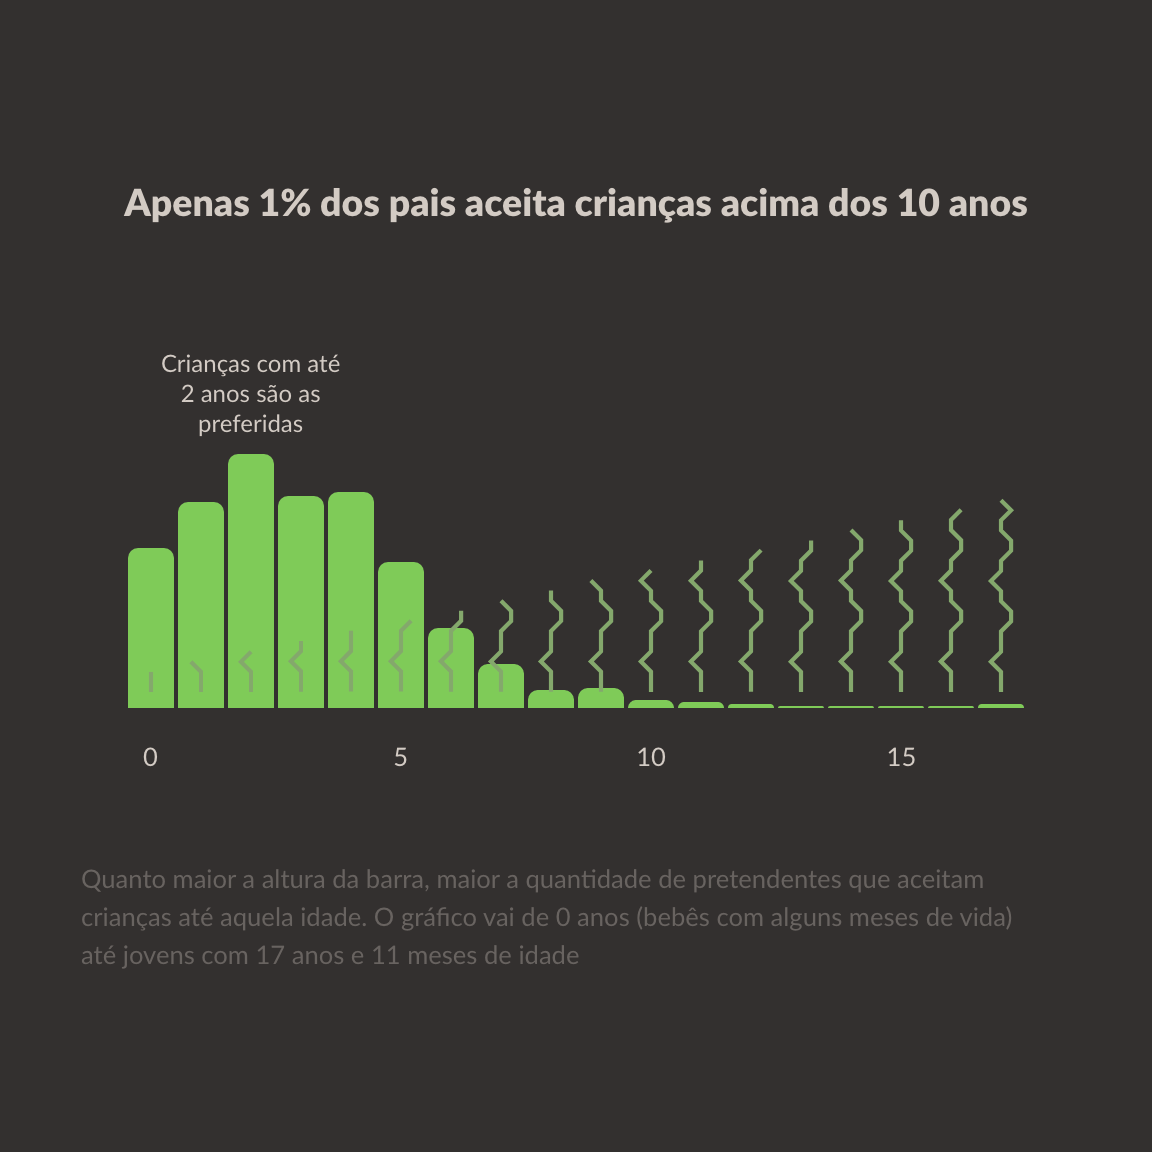 Apenas 1% dos pais aceita crianças acima dos 10 anos
Crianças com até
2 anos são as
preferidas
0 5 10 15
Quanto maior a altura da barra, maior a quantidade de pretendentes que aceitam
crianças até aquela idade. O gráfico vai de 0 anos (bebês com alguns meses de vida)
até jovens com 17 anos e 11 meses de idade